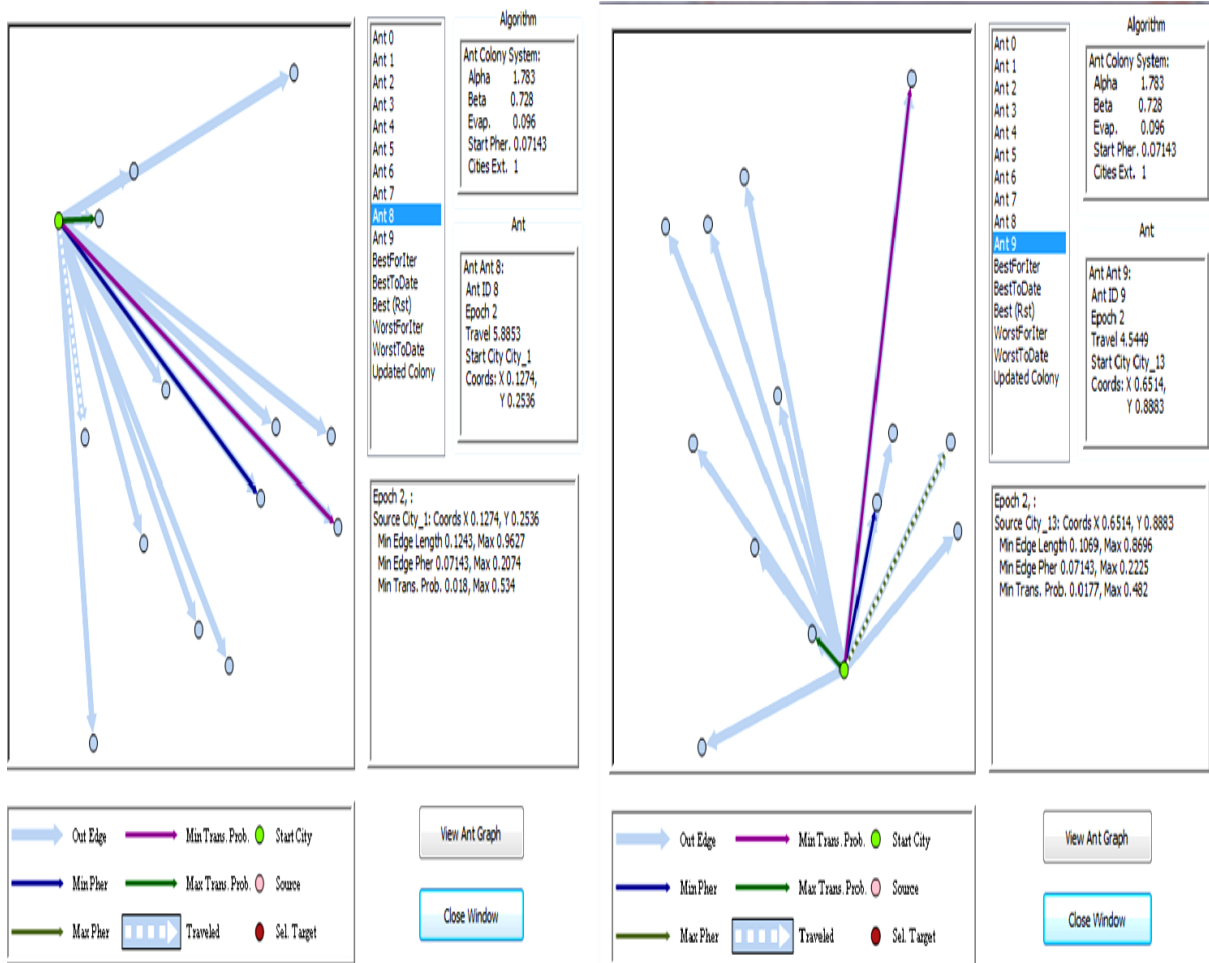 Ant 0
Ant 1
Ant 2
Ant 3
Ant 4
Ant 5
Ant 6
Ant 7
Ant 8
Ant 9
BestForIter
BestToDate
Best (Rst)
WorstForIter
WorstToDate
Updated Colony
Algorithm
Ant Colony System:
Alpha 1.783
Beta 0.728
Evap. 0.096
Start Pher. 0.07143
Cities Ext. 1
Ant
Ant Ant 8:
Ant ID 8
Epoch 2
Travel 5.8853
Start City City_1
Coords: X 0.1274,
Y 0.2536
Epoch 2, :
Source City_1: Coords X 0.1274, Y 0.2536
Min Edge Length 0.1243, Max 0.9627
Min Edge Pher 0.07143, Max 0.2074
Min Trans. Prob. 0.018, Max 0.534
Out Edge Min Trans. Prob. Start City
Min Pher Max Trans. Prob. Source
Max Pher Traveled Sel. Target
View Ant Graph
Close Window
Ant 0
Ant 1
Ant 2
Ant 3
Ant 4
Ant 5
Ant 6
Ant 7
Ant 8
Ant 9
BestForIter
BestToDate
Best (Rst)
WorstForIter
WorstToDate
Updated Colony
Algorithm
Ant Colony System:
Alpha 1.783
Beta 0.728
Evap. 0.096
Start Pher. 0.07143
Cities Ext. 1
Ant
Ant Ant 9:
Ant ID 9
Epoch 2
Travel 4.5449
Start City City_13
Coords: X 0.6514,
Y 0.8883
Epoch 2, :
Source City_13: Coords X 0.6514, Y 0.8883
Min Edge Length 0.1069, Max 0.8696
Min Edge Pher 0.07143, Max 0.2225
Min Trans. Prob. 0.0177, Max 0.482
Out Edge Min Trans. Prob. Start City
Min Pher Max Trans. Prob. Source
Max Pher Traveled Sel. Target
View Ant Graph
Close Window